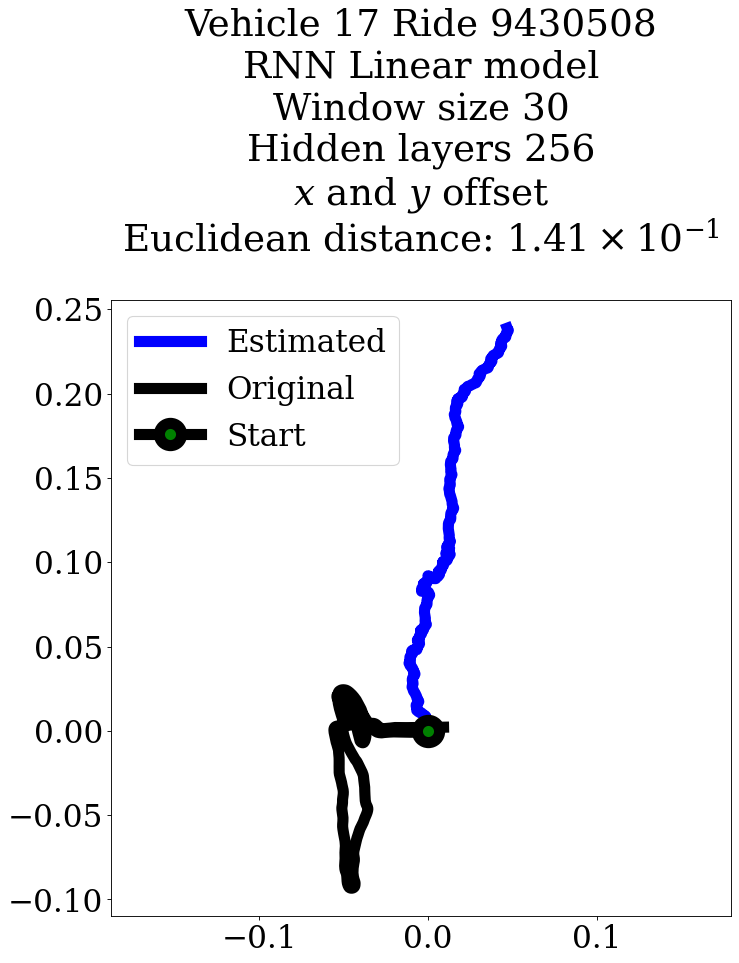 Vehicle 17 Ride 9430508
RNN Linear model
Window size 30
Hidden layers 256
x and y offset
Euclidean distance: 1.41 × 10⁻¹
0.25
0.20
0.15
0.10
0.05
0.00
−0.05
−0.10
Estimated
Original
Start
−0.1
0.0
0.1